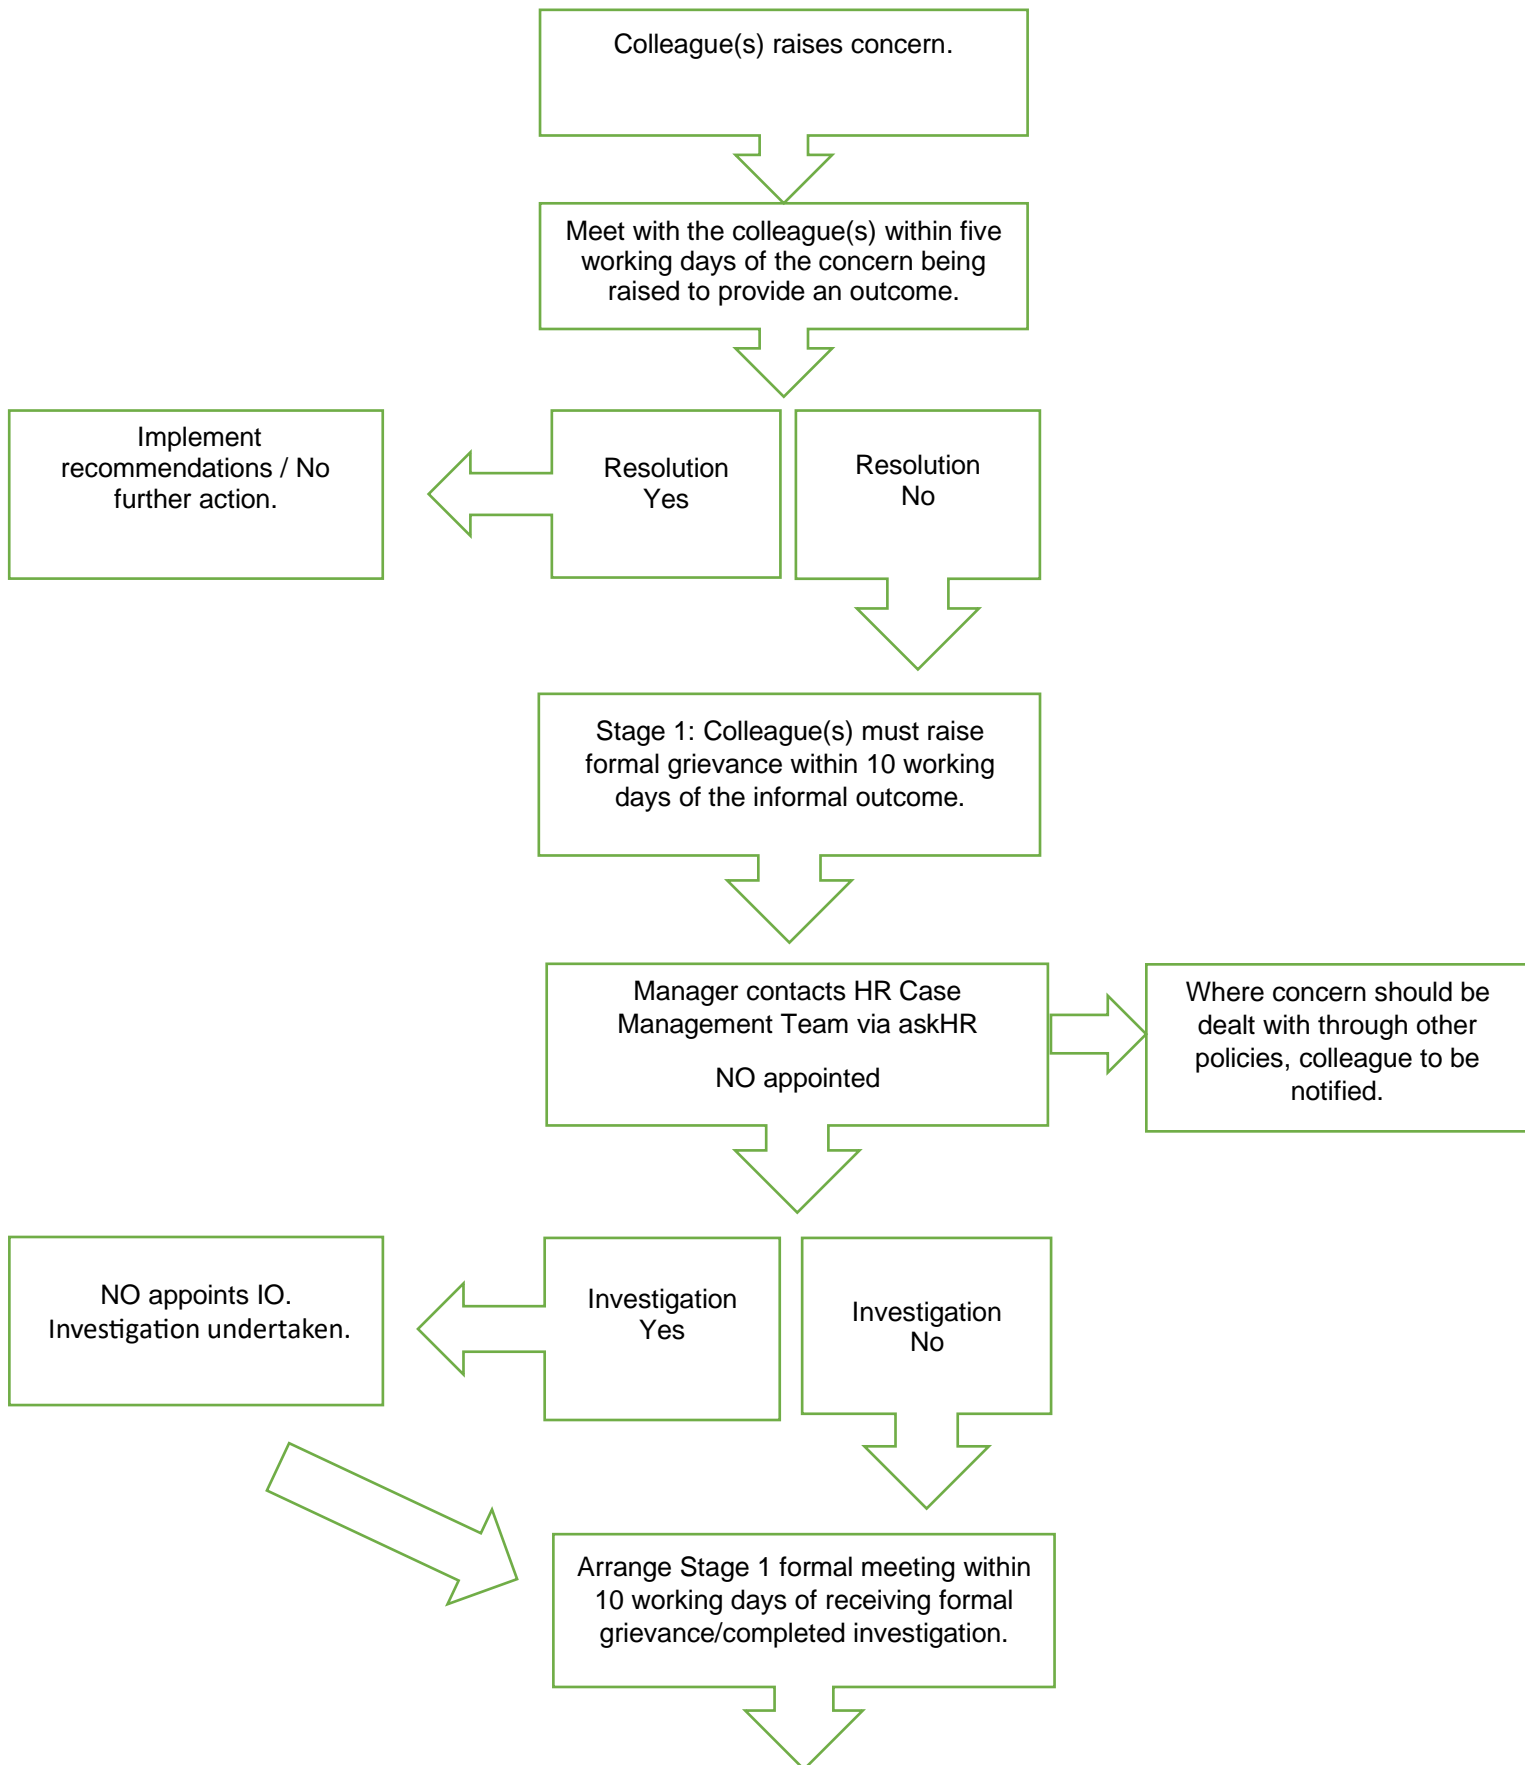 Colleague(s) raises concern.
Meet with the colleague(s) within five
working days of the concern being
raised to provide an outcome.
Implement
recommendations / No
further action.
Resolution
Yes
Resolution
No
Stage 1: Colleague(s) must raise
formal grievance within 10 working
days of the informal outcome.
Manager contacts HR Case
Management Team via askHR
NO appointed
Where concern should be
dealt with through other
policies, colleague to be
notified.
NO appoints IO.
Investigation undertaken.
Investigation
Yes
Investigation
No
Arrange Stage 1 formal meeting within
10 working days of receiving formal
grievance/completed investigation.